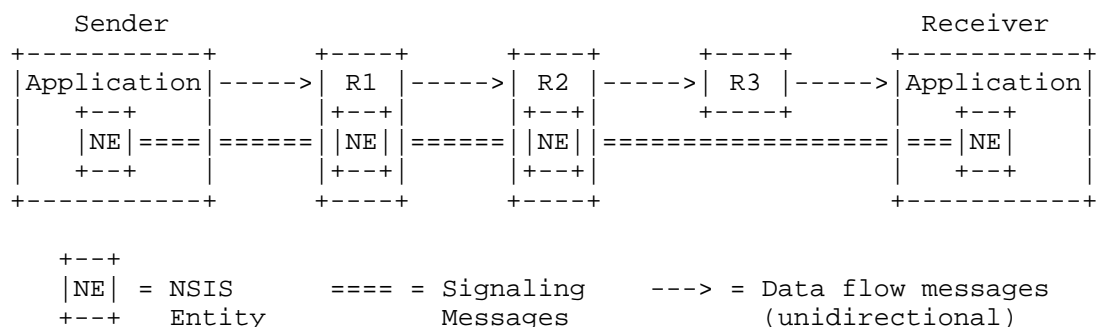 Sender Receiver
Application R1 R2 R3 Application
NE NE NE NE
NE = NSIS ==== = Signaling ---> = Data flow messages
Entity Messages (unidirectional)